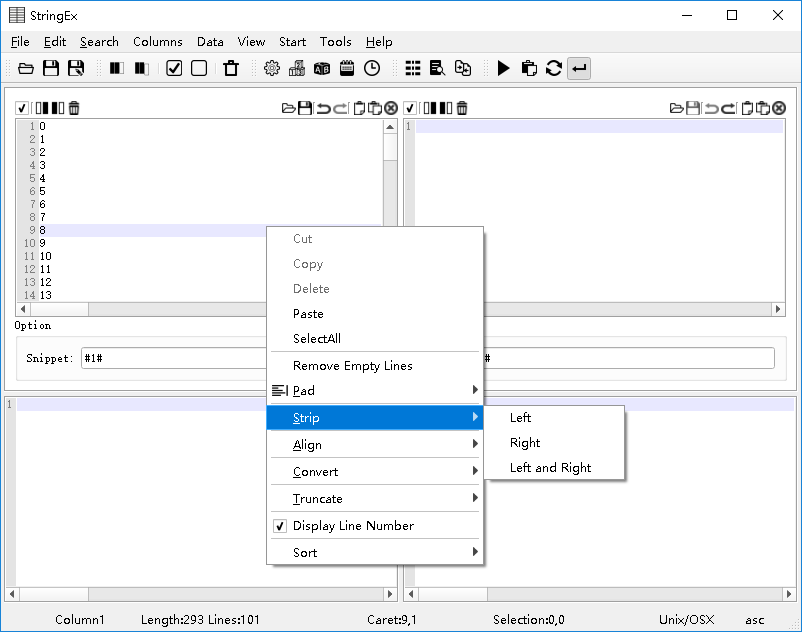 StringEx
File Edit Search Columns Data View Start Tools Help
1 0
2 1
3 2
4 3
5 4
6 5
7 6
8 7
9 8
10 9
11 10
12 11
13 12
14 13
1
Option
Snippet: #1#
#
1
Cut
Copy
Delete
Paste
SelectAll
Remove Empty Lines
Pad
Strip
Align
Convert
Truncate
Display Line Number
Sort
Left
Right
Left and Right
Column1 Length:293 Lines:101 Caret:9,1 Selection:0,0 Unix/OSX asc